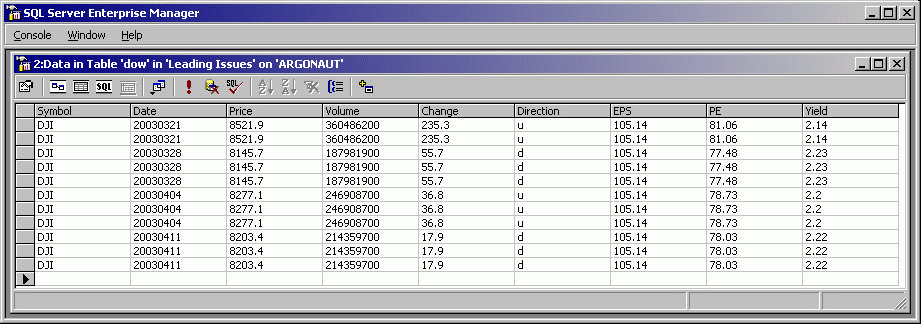 SQL Server Enterprise Manager
Console Window Help
2:Data in Table 'dow' in 'Leading Issues' on 'ARGONAUT'
SQL SQL A Z Z A
Symbol Date Price Volume Change Direction EPS PE Yield
DJI 20030321 8521.9 360486200 235.3 u 105.14 81.06 2.14
DJI 20030321 8521.9 360486200 235.3 u 105.14 81.06 2.14
DJI 20030328 8145.7 187981900 55.7 d 105.14 77.48 2.23
DJI 20030328 8145.7 187981900 55.7 d 105.14 77.48 2.23
DJI 20030328 8145.7 187981900 55.7 d 105.14 77.48 2.23
DJI 20030404 8277.1 246908700 36.8 u 105.14 78.73 2.2
DJI 20030404 8277.1 246908700 36.8 u 105.14 78.73 2.2
DJI 20030404 8277.1 246908700 36.8 u 105.14 78.73 2.2
DJI 20030411 8203.4 214359700 17.9 d 105.14 78.03 2.22
DJI 20030411 8203.4 214359700 17.9 d 105.14 78.03 2.22
DJI 20030411 8203.4 214359700 17.9 d 105.14 78.03 2.22